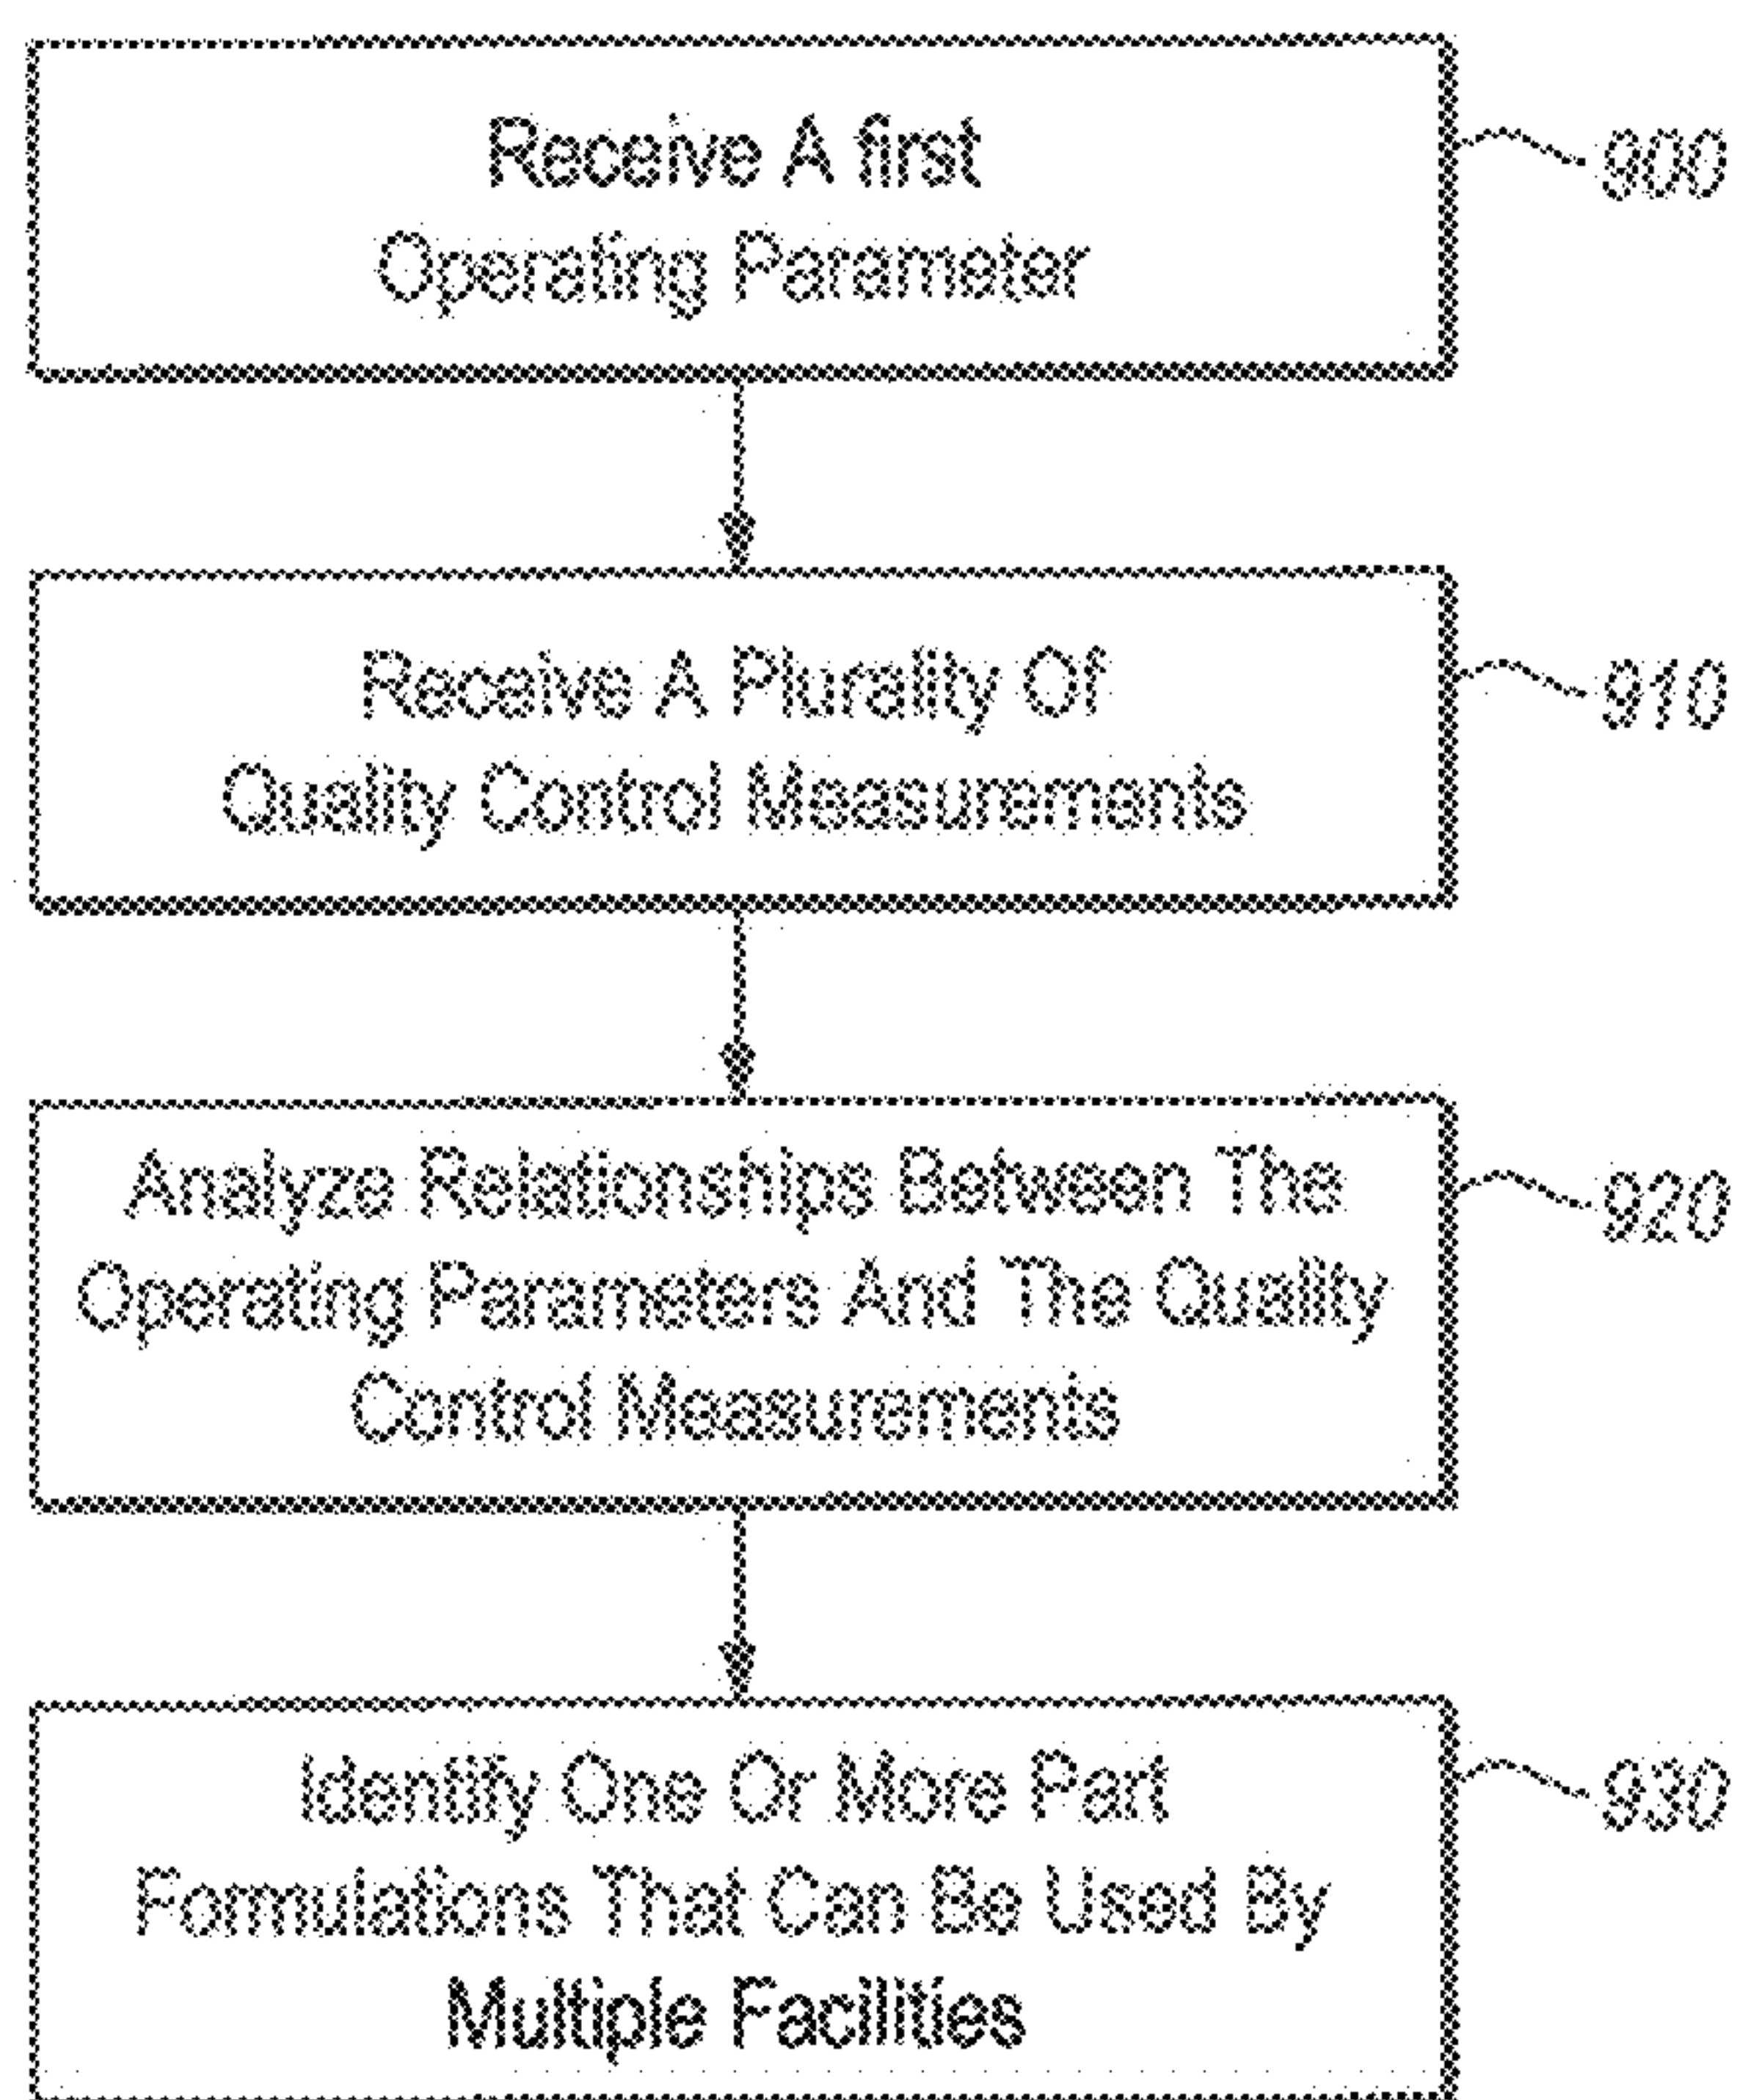 Receive A first
Operating Parameter
900
Receive A Plurality Of
Quality Control Measurements
910
Analyze Relationships Between The
Operating Parameters And The Quality
Control Measurements
920
Identify One Or More Part
Formulations That Can Be Used By
Multiple Facilities
930